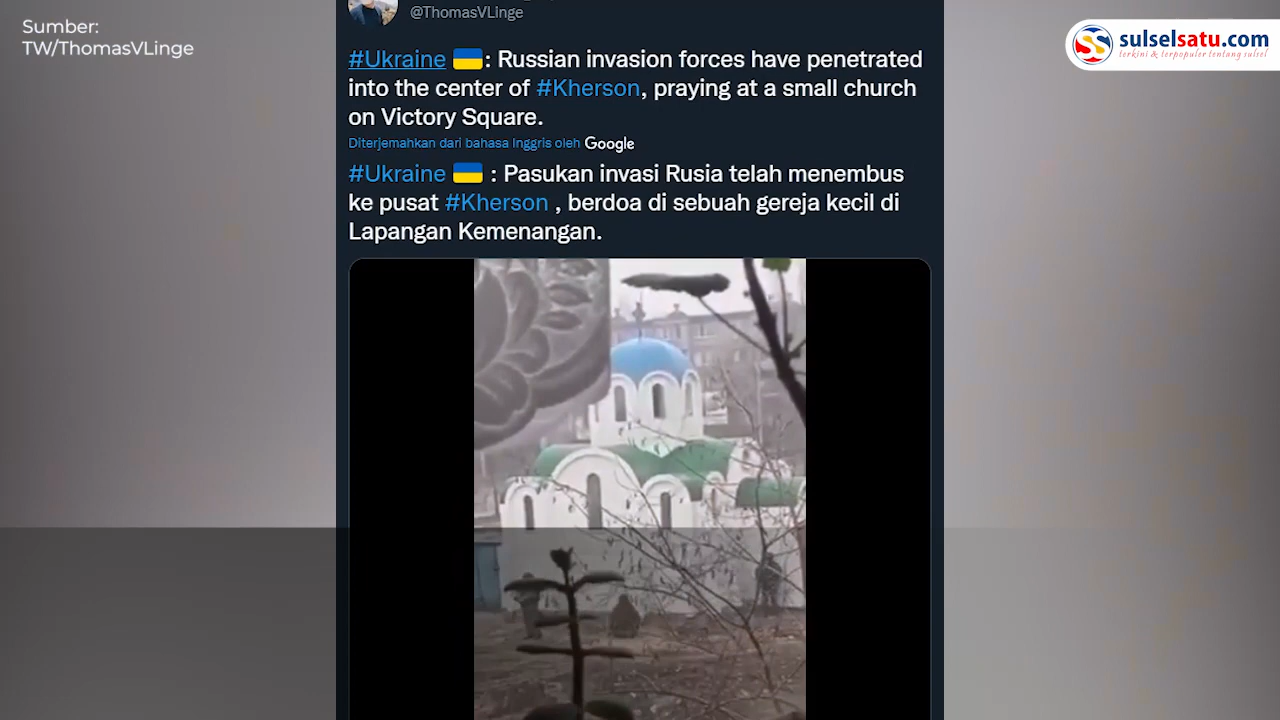 Sumber:
TW/ThomasVLinge
@ThomasVLinge
sulselsatu.com
terkini & terpopuler tentang sulsel
#Ukraine 🇺🇦: Russian invasion forces have penetrated
into the center of #Kherson, praying at a small church
on Victory Square.
Diterjemahkan dari bahasa Inggris oleh Google
#Ukraine 🇺🇦 : Pasukan invasi Rusia telah menembus
ke pusat #Kherson , berdoa di sebuah gereja kecil di
Lapangan Kemenangan.